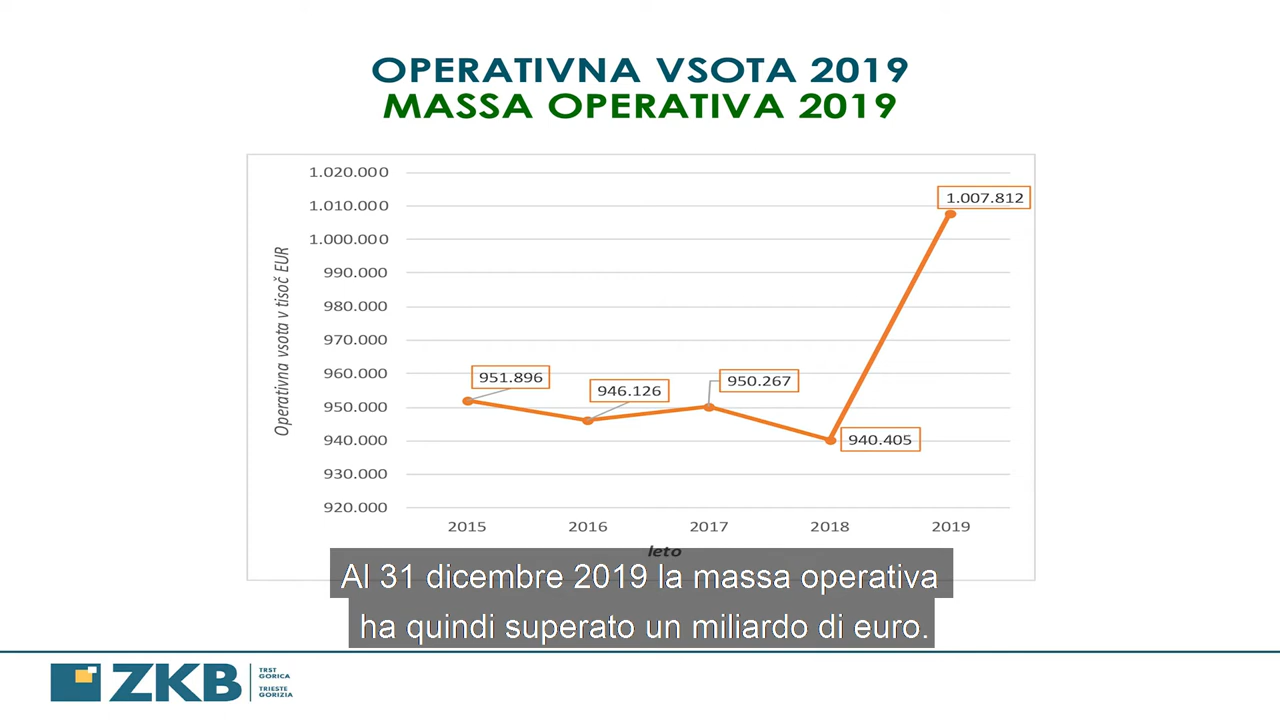 OPERATIVNA VSOTA 2019
MASSA OPERATIVA 2019
1.020.000
1.010.000
1.000.000
990.000
980.000
970.000
960.000
950.000
940.000
930.000
920.000
Operativna vsota v tisoč EUR
951.896
946.126
950.267
940.405
1.007.812
2015 2016 2017 2018 2019
leto
Al 31 dicembre 2019 la massa operativa
ha quindi superato un miliardo di euro.
ZKB
TRST
GORICA
TRIESTE
GORIZIA